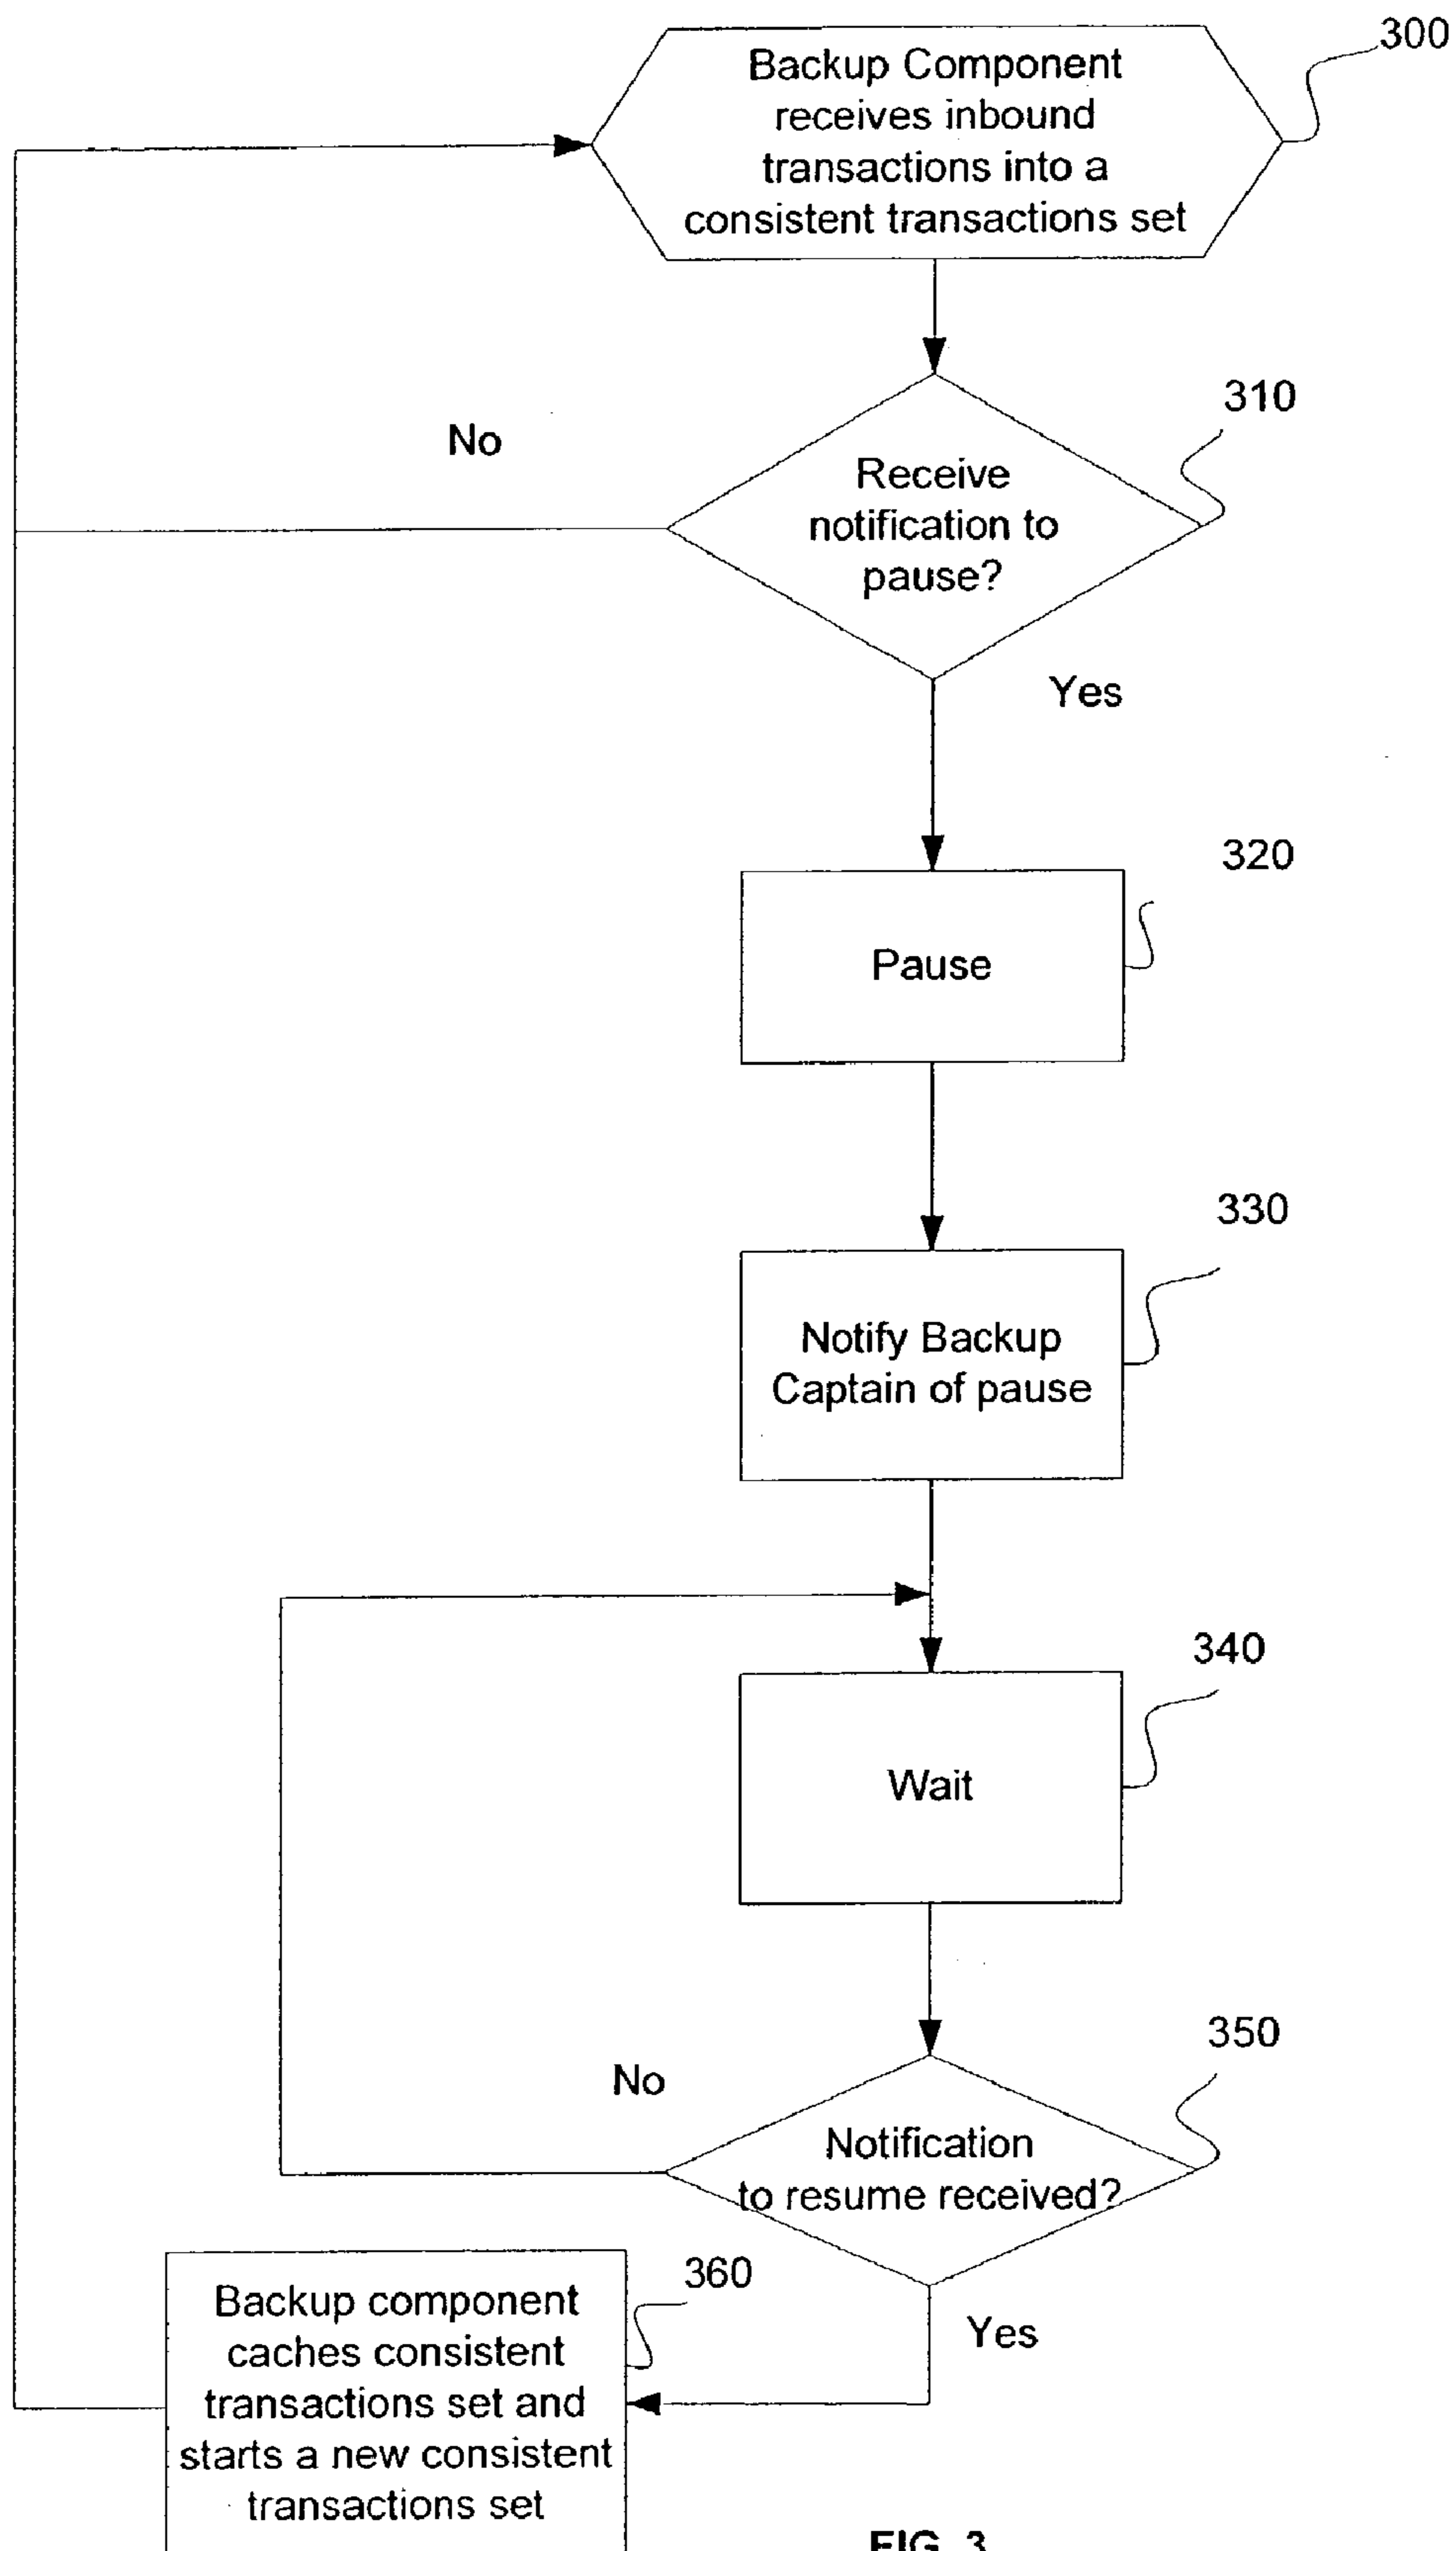 300
Backup Component
receives inbound
transactions into a
consistent transactions set
310
No
Receive
notification to
pause?
Yes
320
Pause
330
Notify Backup
Captain of pause
340
Wait
350
No
Notification
to resume received?
360
Yes
Backup component
caches consistent
transactions set and
starts a new consistent
transactions set
FIG. 3